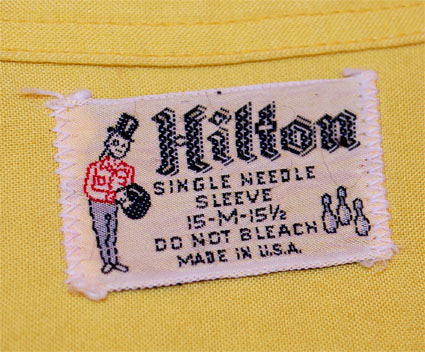 Hilton
SINGLE NEEDLE
SLEEVE
15-M-15½
DO NOT BLEACH
MADE IN U.S.A.